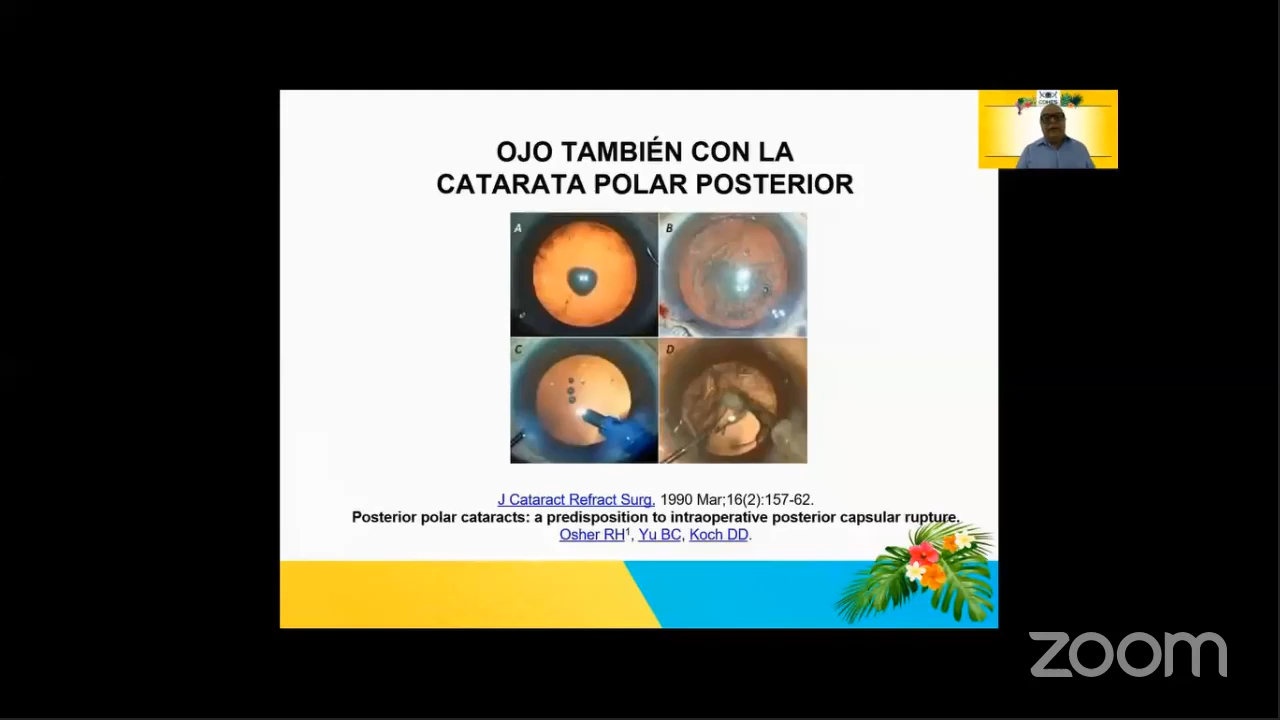 OJO TAMBIÉN CON LA
CATARATA POLAR POSTERIOR
A
B
C
D
J Cataract Refract Surg. 1990 Mar;16(2):157-62.
Posterior polar cataracts: a predisposition to intraoperative posterior capsular rupture.
Osher RH¹, Yu BC, Koch DD.
zoom